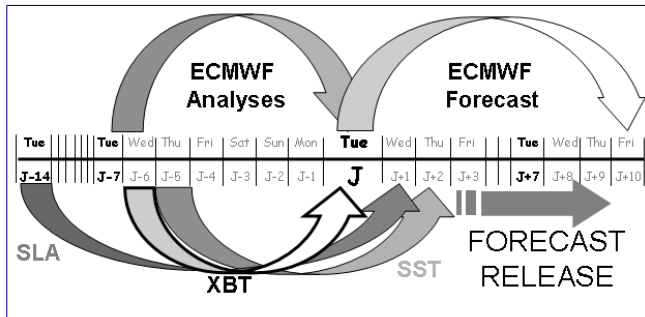 ECMWF
Analyses
ECMWF
Forecast
Tue Tue Wed Thu Fri Sat Sun Mon Tue Wed Thu Fri Tue Wed Thu Fri
J-14 J-7 J-6 J-5 J-4 J-3 J-2 J-1 J J+1 J+2 J+3 J+7 J+8 J+9 J+10
SLA
XBT
SST
FORECAST
RELEASE